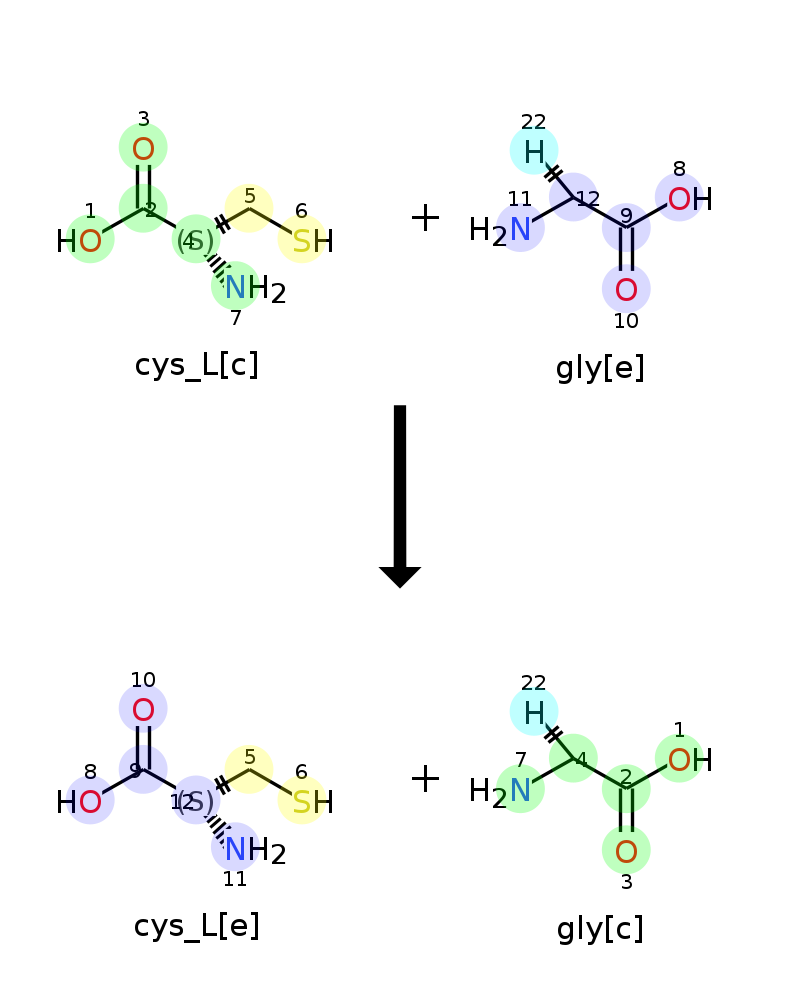 3 22
O H 8
1 2 5 6 11 12 9 OH
HO (S) 4 SH + H2N
NH2 O
7 10
cys_L[c] gly[e]
10 22
O H 1
8 9 5 6 7 4 2 OH
HO (S) 12 SH + H2N
NH2 O
11 3
cys_L[e] gly[c]